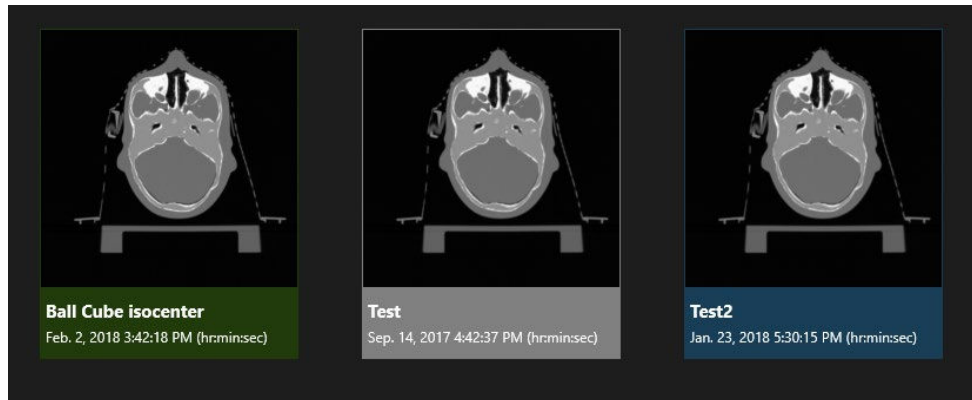 Ball Cube isocenter
Feb. 2, 2018 3:42:18 PM (hr:min:sec)
Test
Sep. 14, 2017 4:42:37 PM (hr:min:sec)
Test2
Jan. 23, 2018 5:30:15 PM (hr:min:sec)